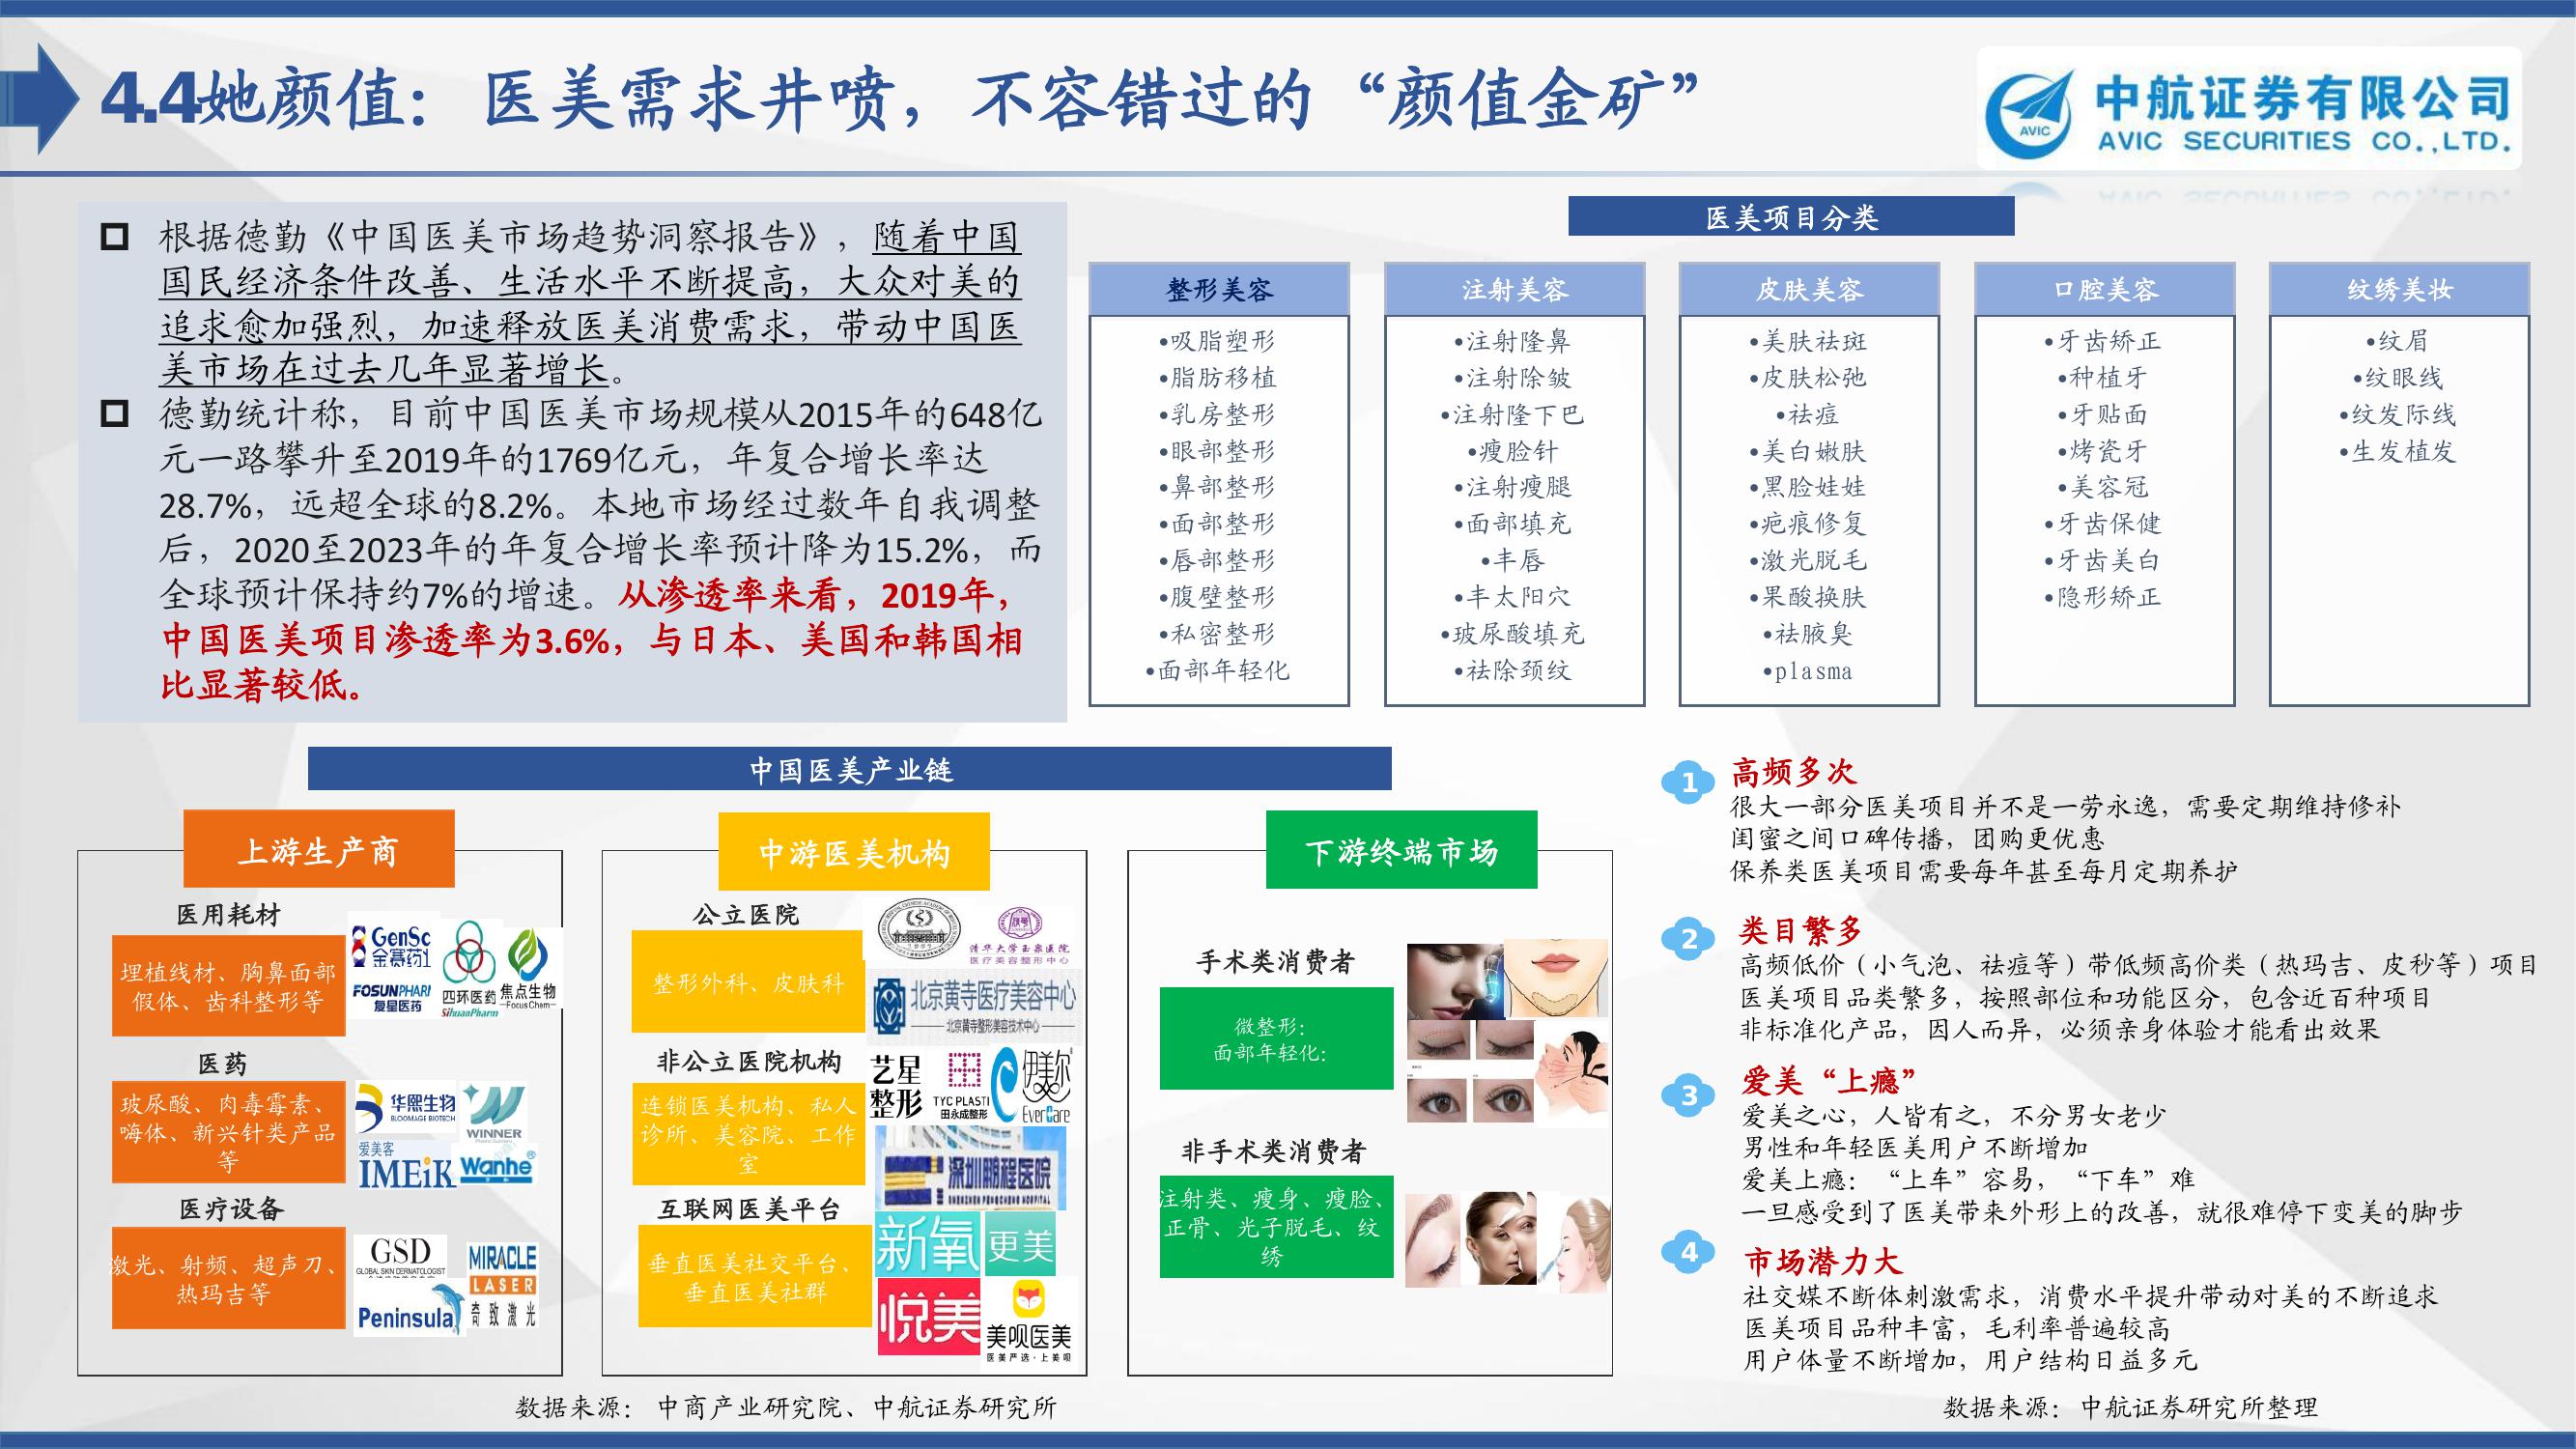 4.4她颜值：医美需求井喷，不容错过的“颜值金矿”
AVIC
中航证券有限公司
AVIC SECURITIES CO.,LTD.
根据德勤《中国医美市场趋势洞察报告》，随着中国
国民经济条件改善、生活水平不断提高，大众对美的
追求愈加强烈，加速释放医美消费需求，带动中国医
美市场在过去几年显著增长。
德勤统计称，目前中国医美市场规模从2015年的648亿
元一路攀升至2019年的1769亿元，年复合增长率达
28.7%，远超全球的8.2%。本地市场经过数年自我调整
后，2020至2023年的年复合增长率预计降为15.2%，而
全球预计保持约7%的增速。从渗透率来看，2019年，
中国医美项目渗透率为3.6%，与日本、美国和韩国相
比显著较低。
医美项目分类
整形美容
•吸脂塑形
•脂肪移植
•乳房整形
•眼部整形
•鼻部整形
•面部整形
•唇部整形
•腹壁整形
•私密整形
•面部年轻化
注射美容
•注射隆鼻
•注射除皱
•注射隆下巴
•瘦脸针
•注射瘦腿
•面部填充
•丰唇
•丰太阳穴
•玻尿酸填充
•祛除颈纹
皮肤美容
•美肤祛斑
•皮肤松弛
•祛痘
•美白嫩肤
•黑脸娃娃
•疤痕修复
•激光脱毛
•果酸换肤
•祛腋臭
•plasma
口腔美容
•牙齿矫正
•种植牙
•牙贴面
•烤瓷牙
•美容冠
•牙齿保健
•牙齿美白
•隐形矫正
纹绣美妆
•纹眉
•纹眼线
•纹发际线
•生发植发
中国医美产业链
上游生产商
医用耗材
埋植线材、胸鼻面部
假体、齿科整形等
GenSc
金赛药
FOSUNPHAR
复星医药
四环医药
SihuanPharm
焦点生物
FocusChem
医药
玻尿酸、肉毒霉素、
嗨体、新兴针类产品
等
华熙生物
BLOOMAGE BIOTECH
WINNER
爱美客
IMEiK
Wanhe®
医疗设备
激光、射频、超声刀、
热玛吉等
GSD
GLOBAL SKIN DERMATOLOGIST
MIRACLE
LASER
奇致激光
Peninsula
中游医美机构
公立医院
整形外科、皮肤科
清华大学玉泉医院
医疗美容整形中心
北京黄寺医疗美容中心
北京黄寺整形美容技术中心
非公立医院机构
连锁医美机构、私人
诊所、美容院、工作
室
艺星
整形
TYC PLASTI
田永成整形
伊美尔
EverCare
深圳鹏程医院
SHENZHEN PENGCHENG HOSPITAL
互联网医美平台
垂直医美社交平台、
垂直医美社群
新氧
更美
悦美
美呗医美
医美严选·上美呗
下游终端市场
手术类消费者
微整形：
面部年轻化：
非手术类消费者
注射类、瘦身、瘦脸、
正骨、光子脱毛、纹
绣
数据来源：中商产业研究院、中航证券研究所
1
高频多次
很大一部分医美项目并不是一劳永逸，需要定期维持修补
闺蜜之间口碑传播，团购更优惠
保养类医美项目需要每年甚至每月定期养护
2
类目繁多
高频低价（小气泡、祛痘等）带低频高价类（热玛吉、皮秒等）项目
医美项目品类繁多，按照部位和功能区分，包含近百种项目
非标准化产品，因人而异，必须亲身体验才能看出效果
3
爱美“上瘾”
爱美之心，人皆有之，不分男女老少
男性和年轻医美用户不断增加
爱美上瘾：“上车”容易，“下车”难
一旦感受到了医美带来外形上的改善，就很难停下变美的脚步
4
市场潜力大
社交媒不断体刺激需求，消费水平提升带动对美的不断追求
医美项目品种丰富，毛利率普遍较高
用户体量不断增加，用户结构日益多元
数据来源：中航证券研究所整理